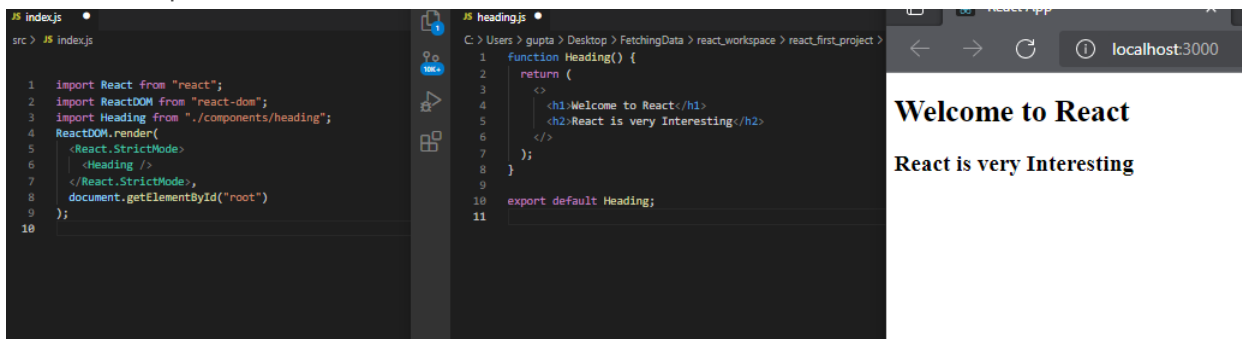 JS index.js ●
src > JS index.js
1 import React from "react";
2 import ReactDOM from "react-dom";
3 import Heading from "./components/heading";
4 ReactDOM.render(
5 <React.StrictMode>
6 <Heading />
7 </React.StrictMode>,
8 document.getElementById("root")
9 );
10
1
10K+
JS heading.js ●
C: > Users > gupta > Desktop > FetchingData > react_workspace > react_first_project >
1 function Heading() {
2 return (
3 <>
4 <h1>Welcome to React</h1>
5 <h2>React is very Interesting</h2>
6 </>
7 );
8 }
9
10 export default Heading;
11
React App
localhost:3000
Welcome to React
React is very Interesting